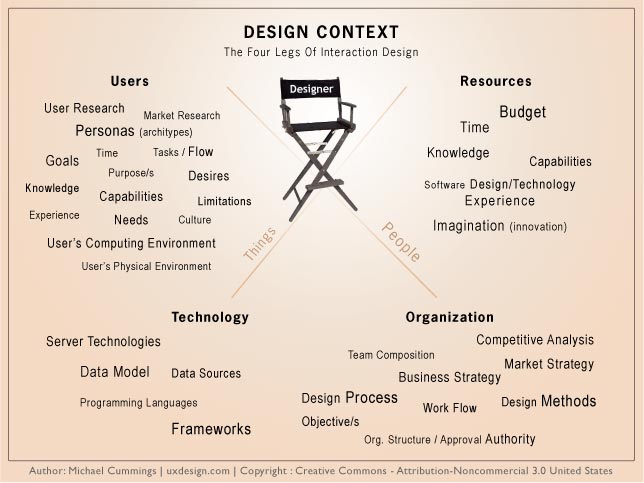 DESIGN CONTEXT
The Four Legs Of Interaction Design
Designer
Users
User Research
Market Research
Personas (architypes)
Time
Tasks / Flow
Goals
Purpose/s
Desires
Knowledge
Capabilities
Limitations
Experience
Needs
Culture
User's Computing Environment
User's Physical Environment
Resources
Budget
Time
Knowledge
Capabilities
Software Design/Technology
Experience
Imagination (innovation)
Things
People
Technology
Server Technologies
Data Model
Data Sources
Programming Languages
Frameworks
Organization
Competitive Analysis
Team Composition
Market Strategy
Business Strategy
Design Process
Work Flow
Design Methods
Objective/s
Org. Structure / Approval Authority
Author: Michael Cummings | uxdesign.com | Copyright : Creative Commons - Attribution-Noncommercial 3.0 United States